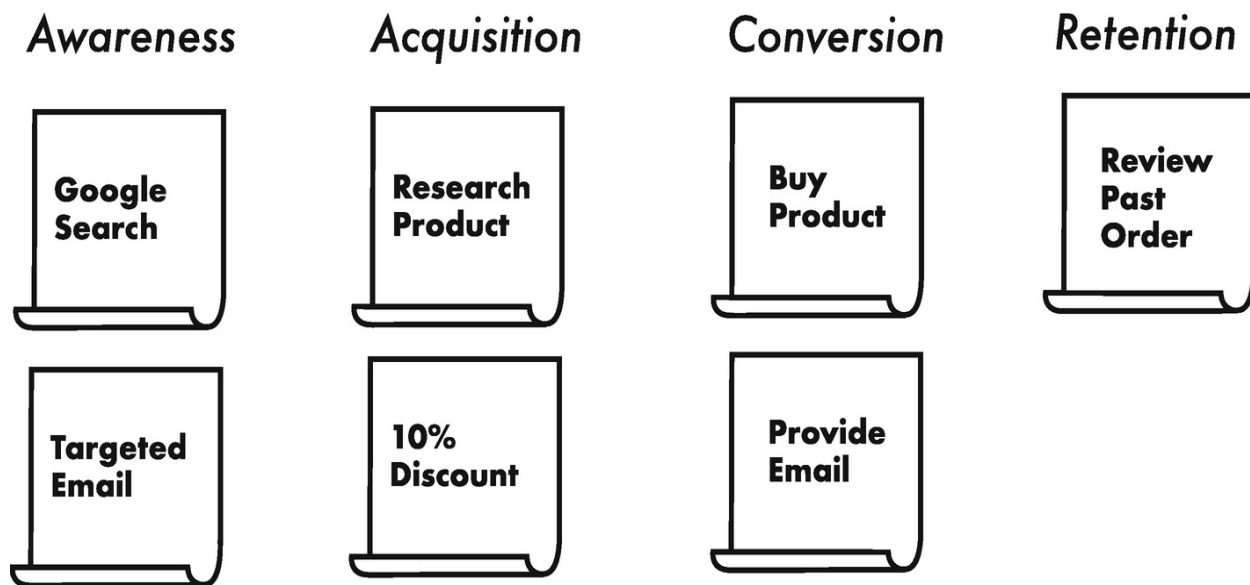 Awareness
Acquisition
Conversion
Retention
Google
Search
Research
Product
Buy
Product
Review
Past
Order
Targeted
Email
10%
Discount
Provide
Email